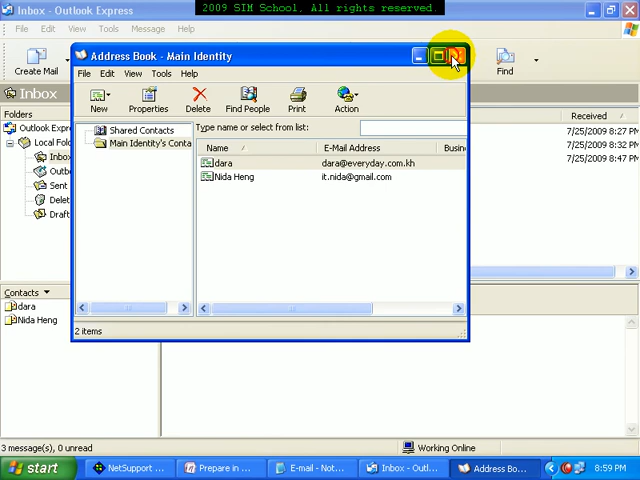 2009 SIM School. All rights reserved.
Inbox - Outlook Express
File Edit View Tools Message Help
Create Mail
Find
Inbox
Address Book - Main Identity
File Edit View Tools Help
New Properties Delete Find People Print Action
Type name or select from list:
Shared Contacts
Main Identity's Conta
Name E-Mail Address Busin
dara dara@everyday.com.kh
Nida Heng it.nida@gmail.com
2 items
Folders
Outlook Expre
Local Fold
Inbox
Outbo
Sent
Delet
Draft
Received
7/25/2009 8:27 P
7/25/2009 8:32 P
7/25/2009 8:47 P
Contacts
dara
Nida Heng
3 message(s), 0 unread
Working Online
start
NetSupport ...
Prepare in ...
E-mail - Not...
Inbox - Outl...
Address Bo...
8:59 PM